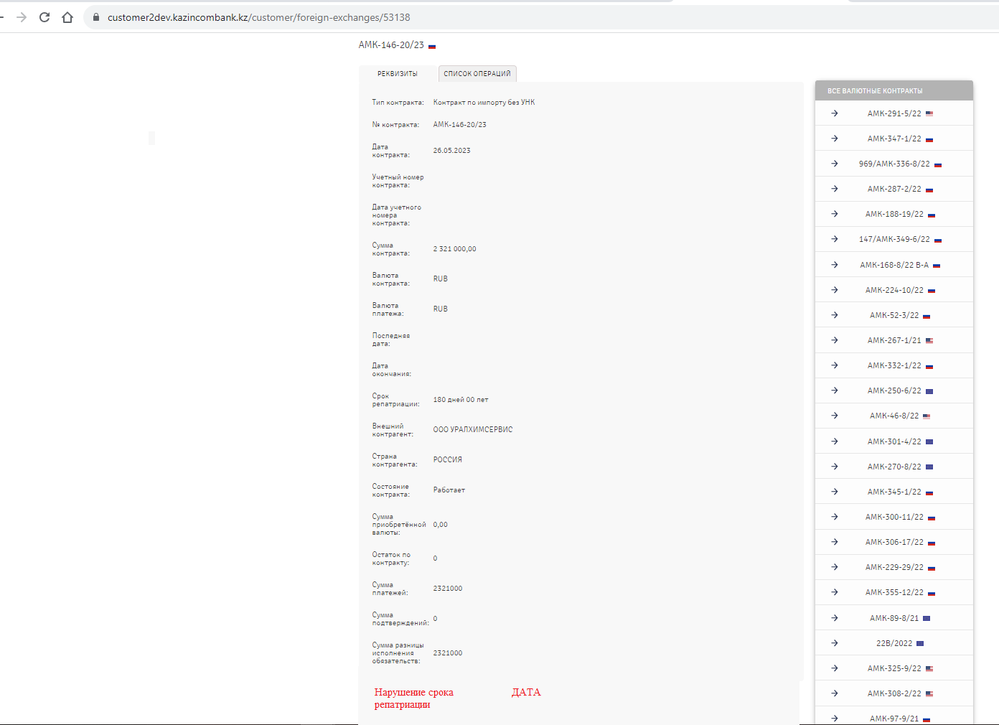 customer2dev.kazincombank.kz/customer/foreign-exchanges/53138
АМК-146-20/23
РЕКВИЗИТЫ
СПИСОК ОПЕРАЦИЙ
Тип контракта: Контракт по импорту без УНК
№ контракта: АМК-146-20/23
Дата
контракта:
26.05.2023
Учетный номер
контракта:
Дата учетного
номера
контракта:
Сумма
контракта:
2 321 000,00
Валюта
контракта:
RUB
Валюта
платежа:
RUB
Последняя
дата:
Дата
окончания:
Срок
репатриации:
180 дней 00 лет
Внешний
контрагент:
ООО УРАЛХИМСЕРВИС
Страна
контрагента:
РОССИЯ
Состояние
контракта:
Работает
Сумма
приобретённой
валюты:
0,00
Остаток по
контракту:
0
Сумма
платежей:
2321000
Сумма
подтверждений:
0
Сумма разницы
исполнения
обязательств:
2321000
Нарушение срока
репатриации
ДАТА
ВСЕ ВАЛЮТНЫЕ КОНТРАКТЫ
АМК-291-5/22
АМК-347-1/22
969/АМК-336-8/22
АМК-287-2/22
АМК-188-19/22
147/АМК-349-6/22
АМК-168-8/22 В-А
АМК-224-10/22
АМК-52-3/22
АМК-267-1/21
АМК-332-1/22
АМК-250-6/22
АМК-46-8/22
АМК-301-4/22
АМК-270-8/22
АМК-345-1/22
АМК-300-11/22
АМК-306-17/22
АМК-229-29/22
АМК-355-12/22
АМК-89-8/21
22В/2022
АМК-325-9/22
АМК-308-2/22
АМК-97-9/21